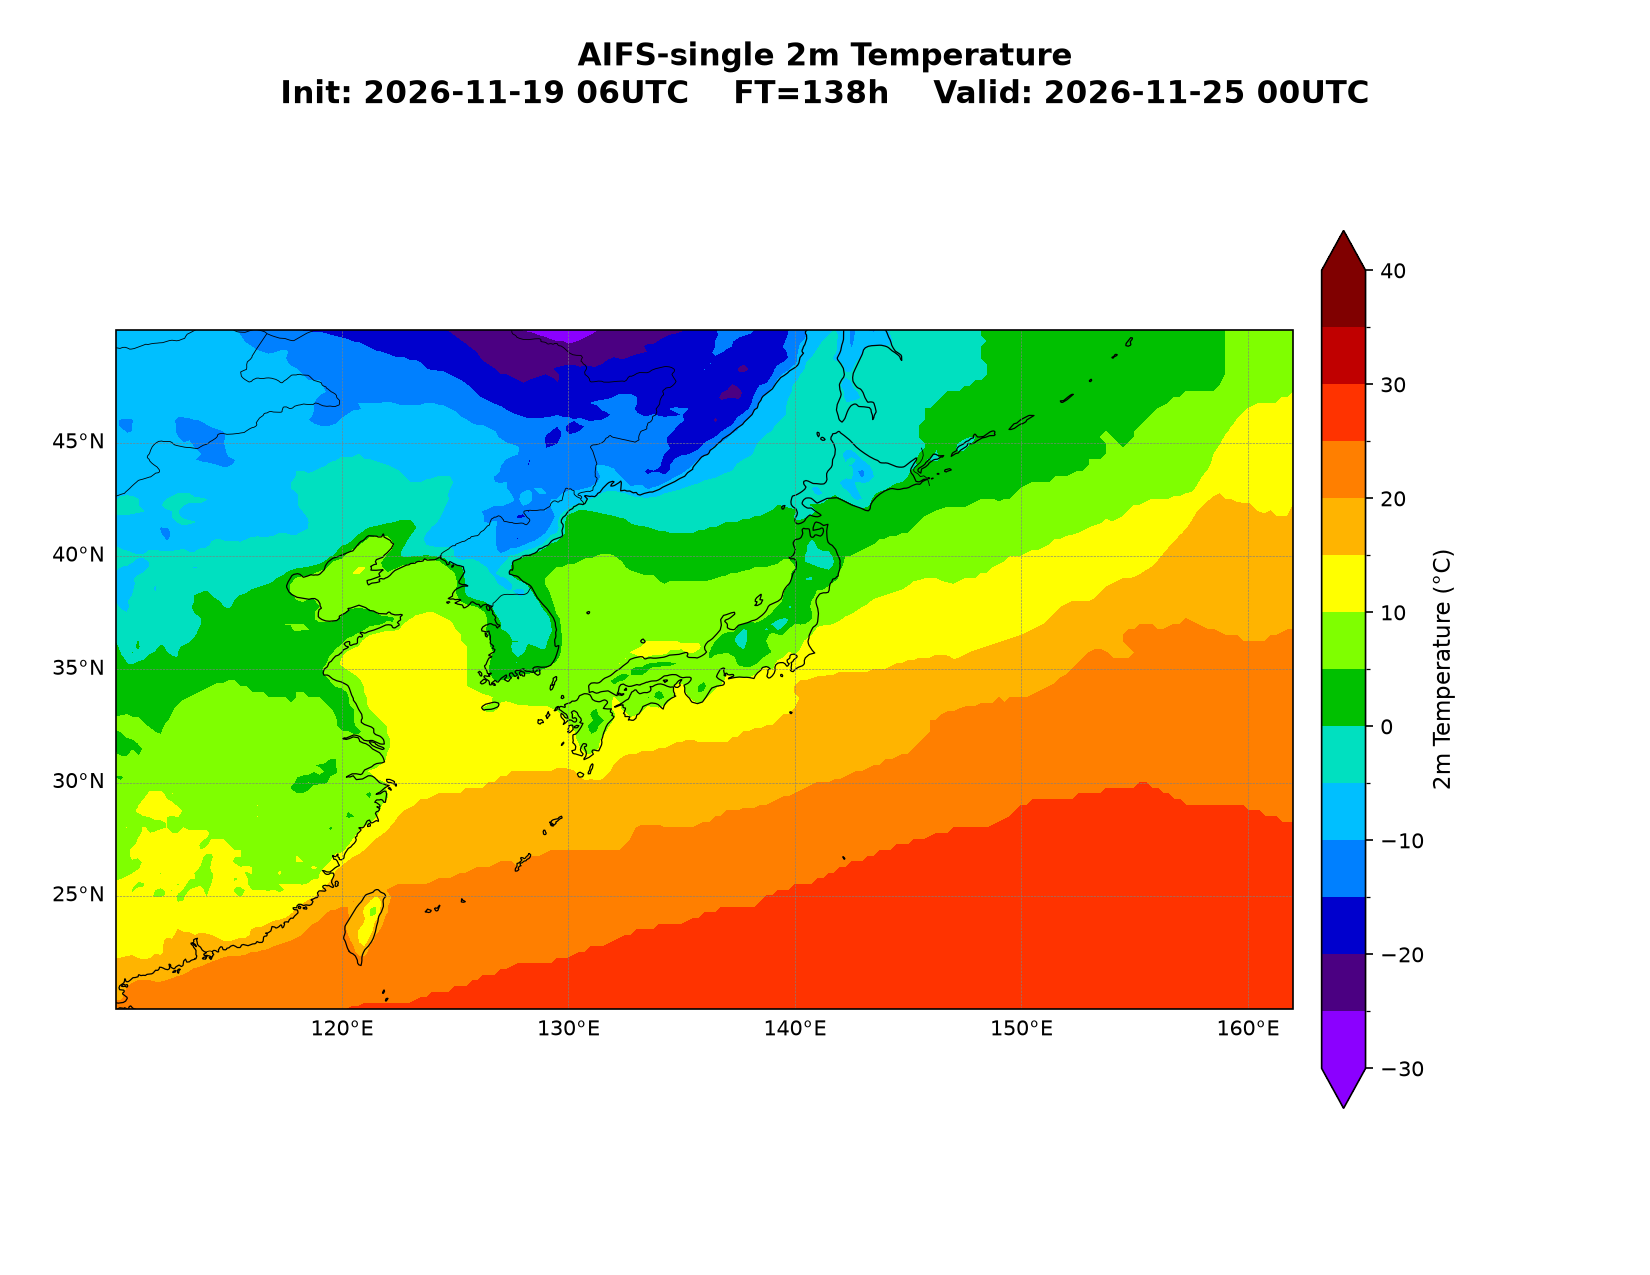 AIFS-single 2m Temperature
Init: 2026-11-19 06UTC    FT=138h    Valid: 2026-11-25 00UTC
45°N
40°N
35°N
30°N
25°N
120°E
130°E
140°E
150°E
160°E
40
30
20
10
0
−10
−20
−30
2m Temperature (°C)